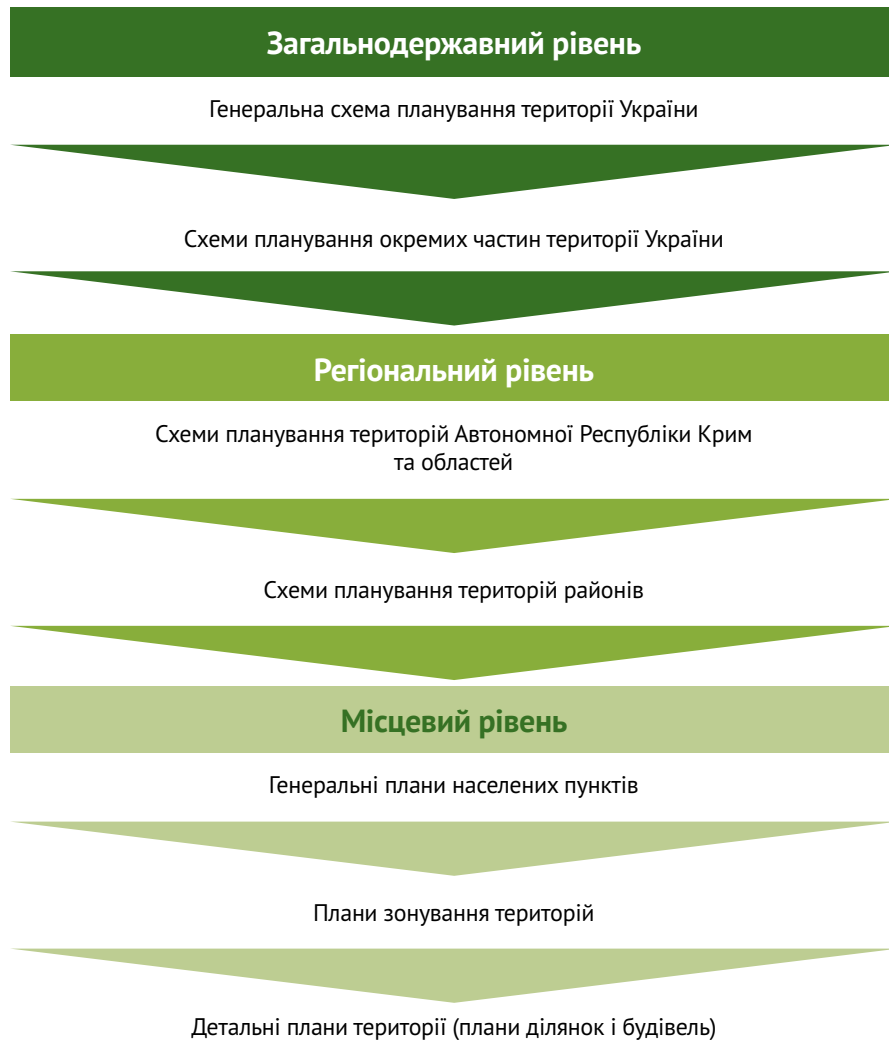 Загальнодержавний рівень
Генеральна схема планування території України
Схеми планування окремих частин території України
Регіональний рівень
Схеми планування територій Автономної Республіки Крим
та областей
Схеми планування територій районів
Місцевий рівень
Генеральні плани населених пунктів
Плани зонування територій
Детальні плани території (плани ділянок і будівель)